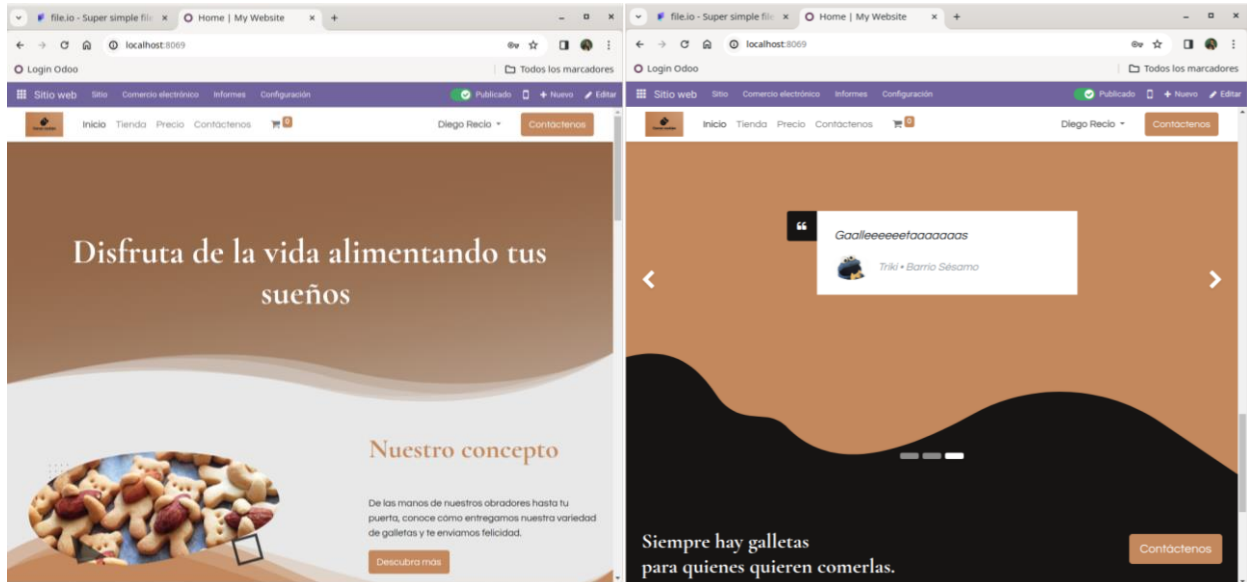 file.io - Super simple file
Home | My Website
localhost:8069
Login Odoo
Todos los marcadores
Sitio web Sitio Comercio electrónico Informes Configuración Publicado + Nuevo Editar
Inicio Tienda Precio Contáctenos 0 Diego Recio Contáctenos
Disfruta de la vida alimentando tus
sueños
Nuestro concepto
De las manos de nuestros obradores hasta tu
puerta, conoce cómo entregamos nuestra variedad
de galletas y te enviamos felicidad.
Descubra más
file.io - Super simple file
Home | My Website
localhost:8069
Login Odoo
Todos los marcadores
Sitio web Sitio Comercio electrónico Informes Configuración Publicado + Nuevo Editar
Inicio Tienda Precio Contáctenos 0 Diego Recio Contáctenos
Gaalleeeeeetaaaaaaas
Triki • Barrio Sésamo
Siempre hay galletas
para quienes quieren comerlas.
Contáctenos